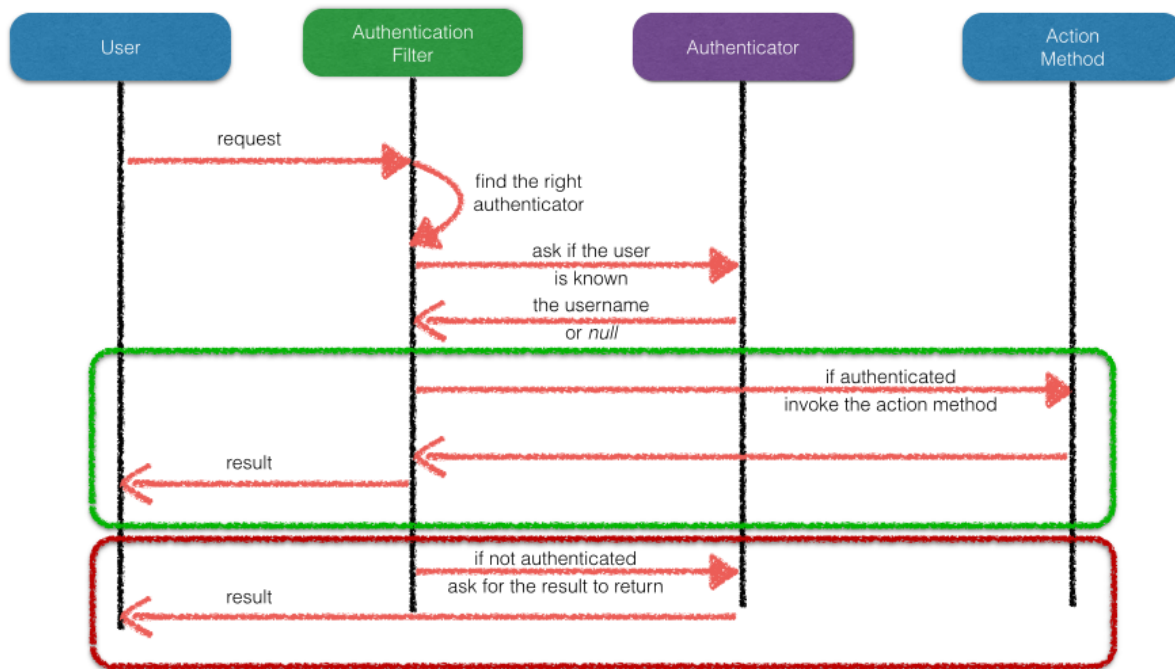 User
Authentication
Filter
Authenticator
Action
Method
request
find the right
authenticator
ask if the user
is known
the username
or null
if authenticated
invoke the action method
result
if not authenticated
ask for the result to return
result